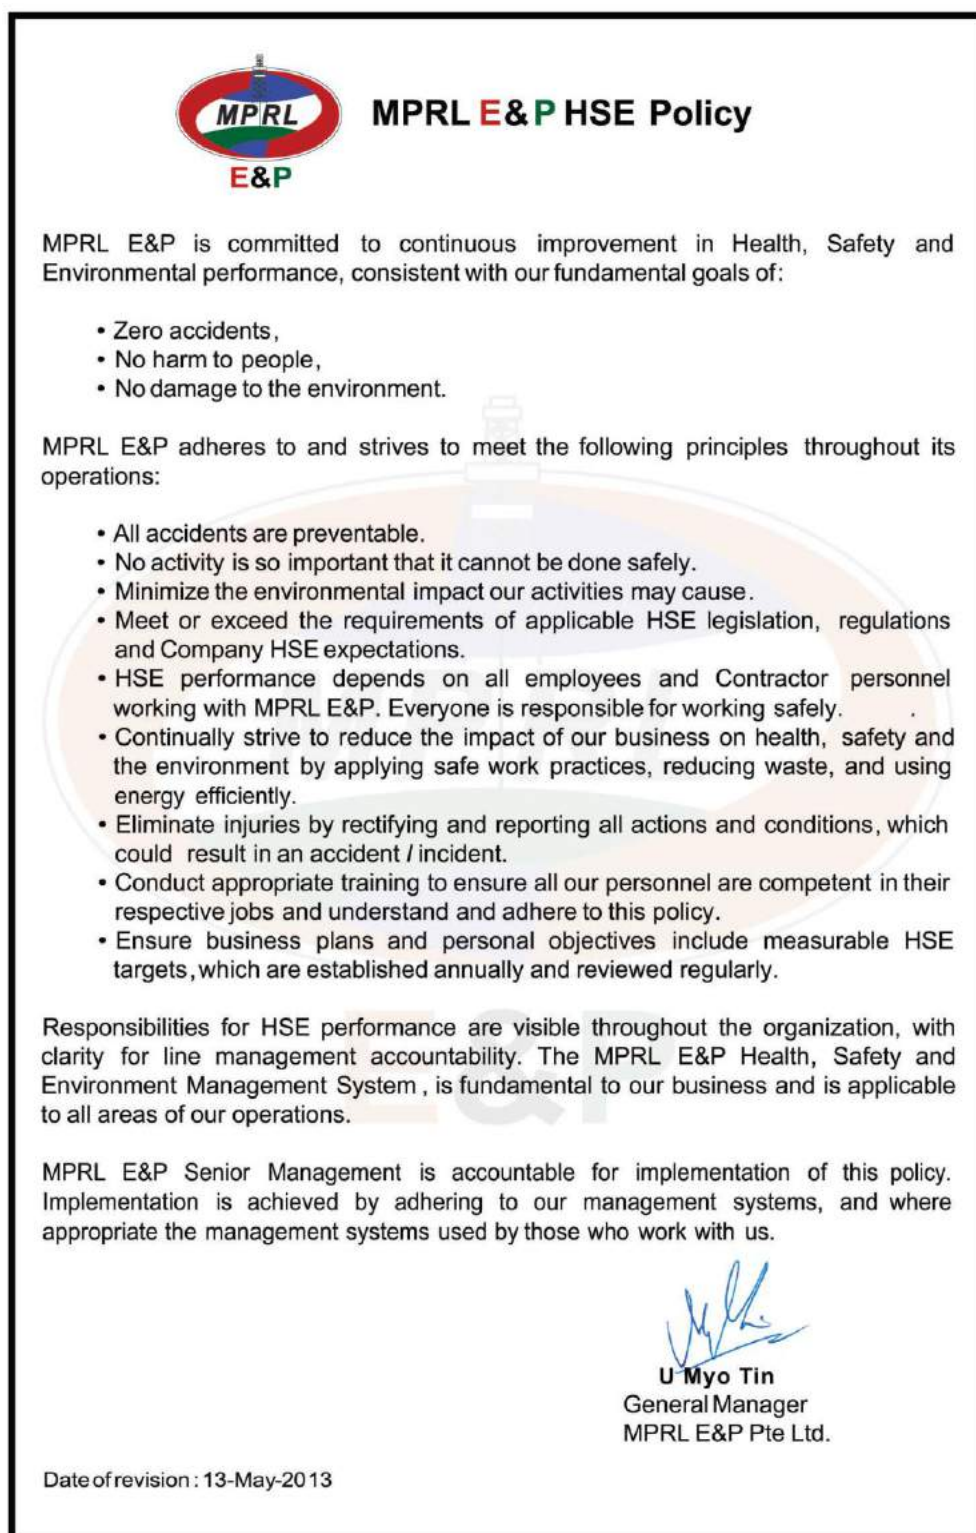 MPRL
E&P
MPRL E&P HSE Policy
MPRL E&P is committed to continuous improvement in Health, Safety and
Environmental performance, consistent with our fundamental goals of:
• Zero accidents,
• No harm to people,
• No damage to the environment.
MPRL E&P adheres to and strives to meet the following principles throughout its
operations:
• All accidents are preventable.
• No activity is so important that it cannot be done safely.
• Minimize the environmental impact our activities may cause.
• Meet or exceed the requirements of applicable HSE legislation, regulations
and Company HSE expectations.
• HSE performance depends on all employees and Contractor personnel
working with MPRL E&P. Everyone is responsible for working safely. .
• Continually strive to reduce the impact of our business on health, safety and
the environment by applying safe work practices, reducing waste, and using
energy efficiently.
• Eliminate injuries by rectifying and reporting all actions and conditions, which
could result in an accident / incident.
• Conduct appropriate training to ensure all our personnel are competent in their
respective jobs and understand and adhere to this policy.
• Ensure business plans and personal objectives include measurable HSE
targets, which are established annually and reviewed regularly.
Responsibilities for HSE performance are visible throughout the organization, with
clarity for line management accountability. The MPRL E&P Health, Safety and
Environment Management System , is fundamental to our business and is applicable
to all areas of our operations.
MPRL E&P Senior Management is accountable for implementation of this policy.
Implementation is achieved by adhering to our management systems, and where
appropriate the management systems used by those who work with us.
U Myo Tin
General Manager
MPRL E&P Pte Ltd.
Date of revision : 13-May-2013